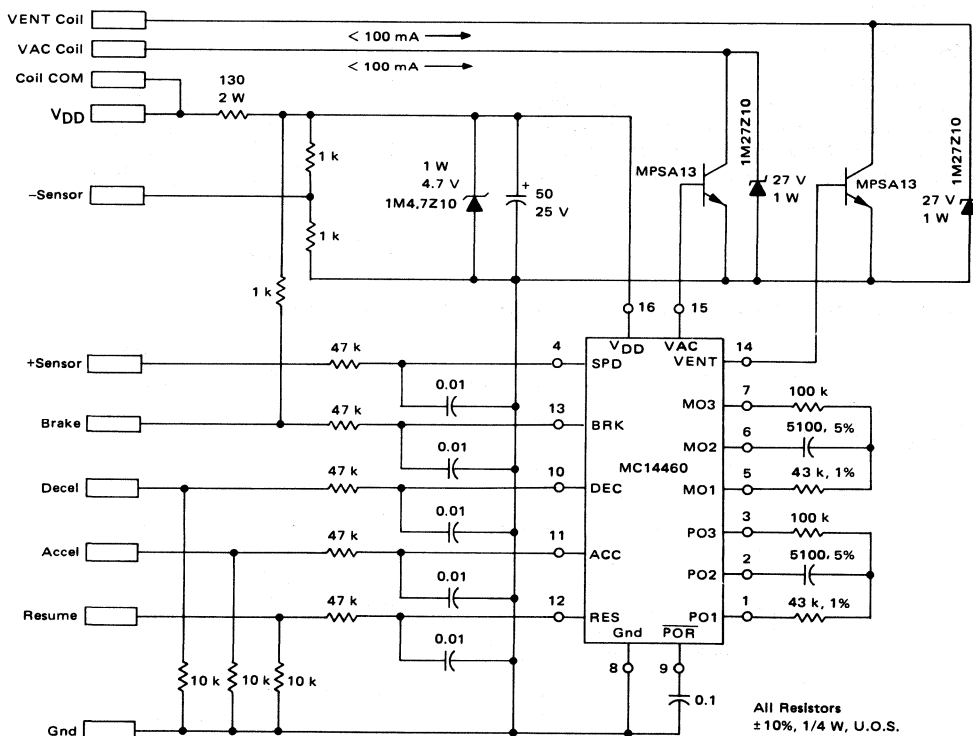 VENT Coil
< 100 mA
VAC Coil
< 100 mA
Coil COM
130
2 W
VDD
1 k
1 W
4.7 V
1M4.7Z10
+
50
25 V
MPSA13
1M27Z10
27 V
1 W
MPSA13
1M27Z10
27 V
1 W
–Sensor
1 k
1 k
16
15
VDD
VAC
VENT
14
+Sensor
47 k
4
SPD
0.01
7
100 k
MO3
Brake
47 k
13
BRK
0.01
6
5100, 5%
MO2
MC14460
Decel
47 k
10
DEC
0.01
5
43 k, 1%
MO1
3
100 k
PO3
Accel
47 k
11
ACC
0.01
2
5100, 5%
PO2
Resume
47 k
12
RES
0.01
1
43 k, 1%
PO1
Gnd
POR
8
9
10 k
10 k
10 k
0.1
Gnd
All Resistors
±10%, 1/4 W, U.O.S.